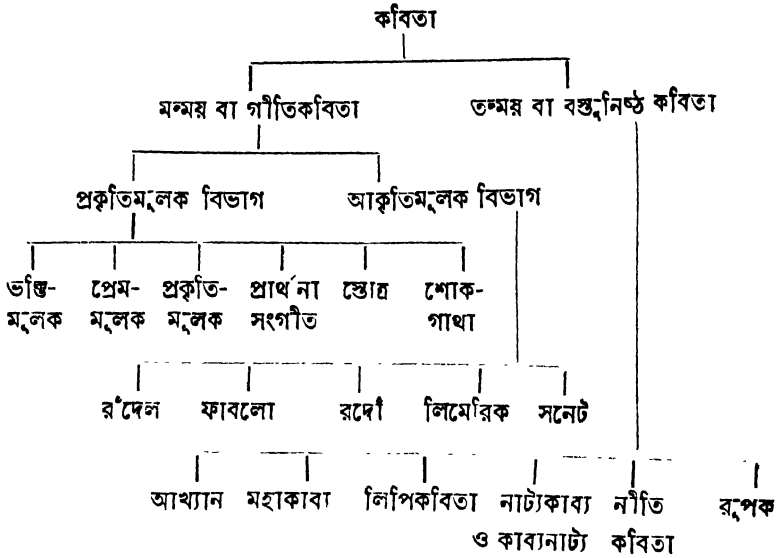 কবিতা
মন্ময় বা গীতিকবিতা তন্ময় বা বস্তুনিষ্ঠ কবিতা
প্রকৃতিমূলক বিভাগ আকৃতিমূলক বিভাগ
ভক্তি- প্রেম- প্রকৃতি- প্রার্থনা স্তোত্র শোক-
মূলক মূলক মূলক সংগীত গাথা
রঁদেল ফাবলো রদোঁ লিমেরিক সনেট
আখ্যান মহাকাব্য লিপিকবিতা নাট্যকাব্য নীতি রূপক
ও কাব্যনাট্য কবিতা